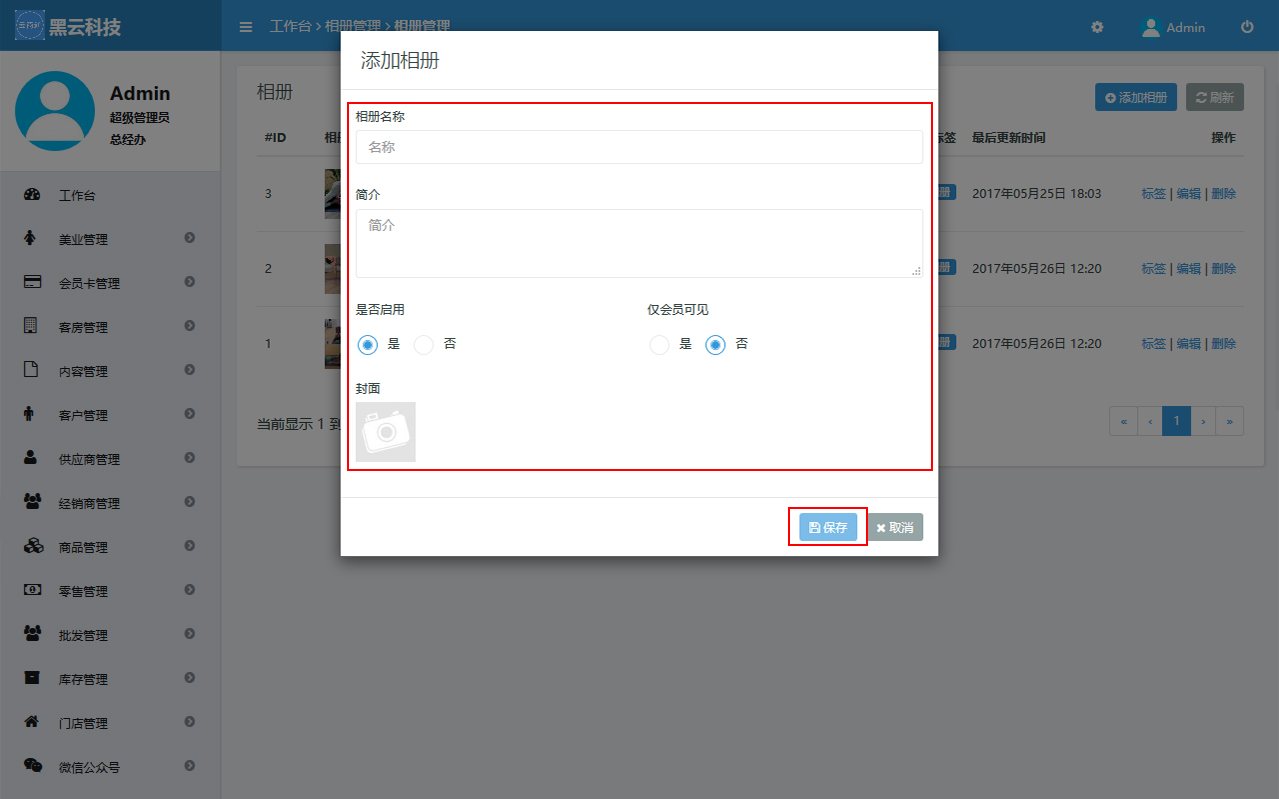 黑云科技
工作台 > 相册管理 > 相册管理
Admin
Admin
超级管理员
总经办
工作台
美业管理
会员卡管理
客房管理
内容管理
客户管理
供应商管理
经销商管理
商品管理
零售管理
批发管理
库存管理
门店管理
微信公众号
相册
添加相册
刷新
#ID
最后更新时间
操作
3
2017年05月25日 18:03
标签 | 编辑 | 删除
2
2017年05月26日 12:20
标签 | 编辑 | 删除
1
2017年05月26日 12:20
标签 | 编辑 | 删除
当前显示 1 到
« ‹ 1 › »
添加相册
相册名称
名称
简介
简介
是否启用
仅会员可见
是 否
是 否
封面
保存
取消